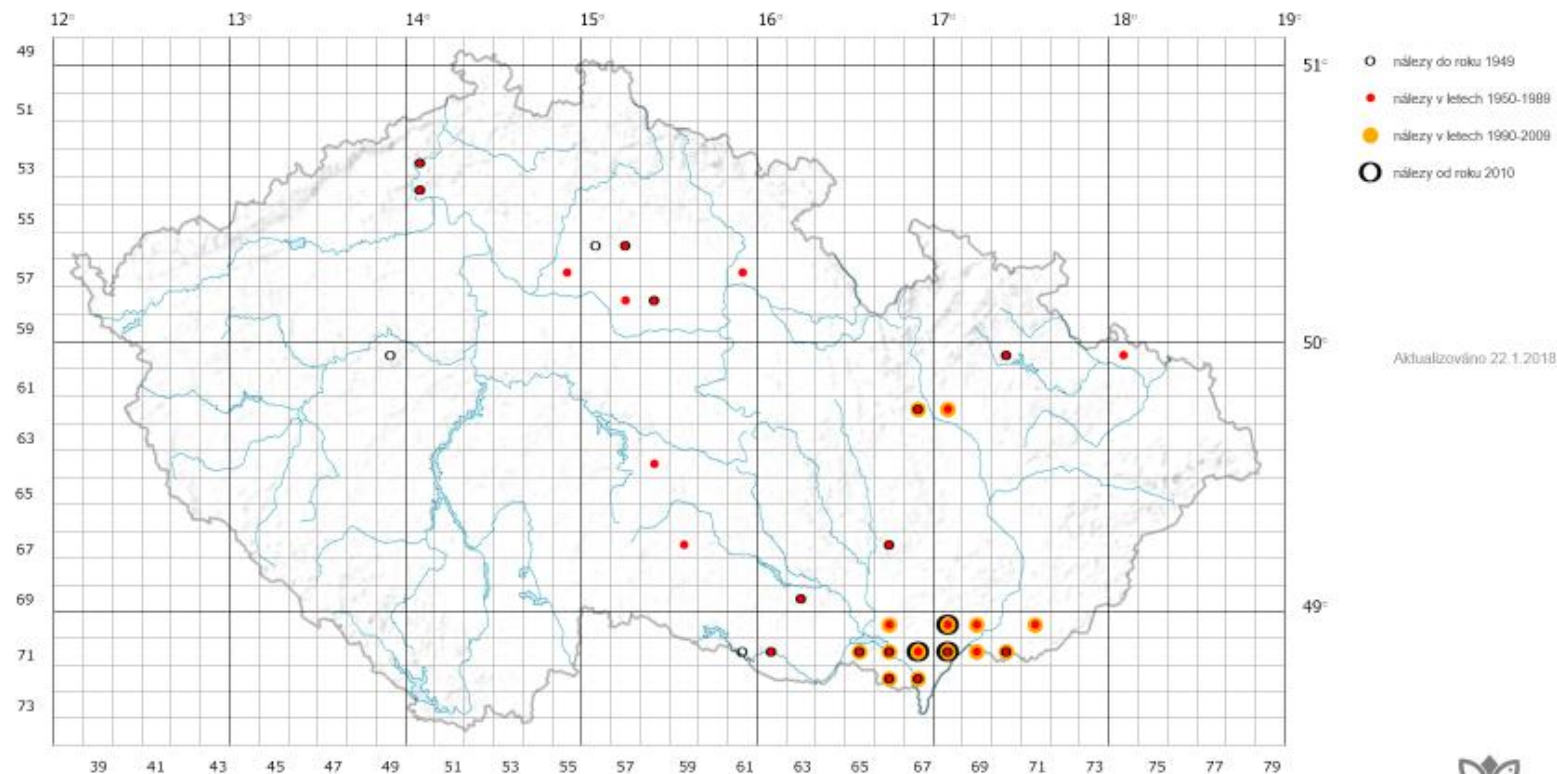 12° 13° 14° 15° 16° 17° 18° 19°
49
51
53
55
57
59
61
63
65
67
69
71
73
51°
50°
49°
39 41 43 45 47 49 51 53 55 57 59 61 63 65 67 69 71 73 75 77 79
nálezy do roku 1949
nálezy v letech 1950-1989
nálezy v letech 1990-2009
nálezy od roku 2010
Aktualizováno 22.1.2018